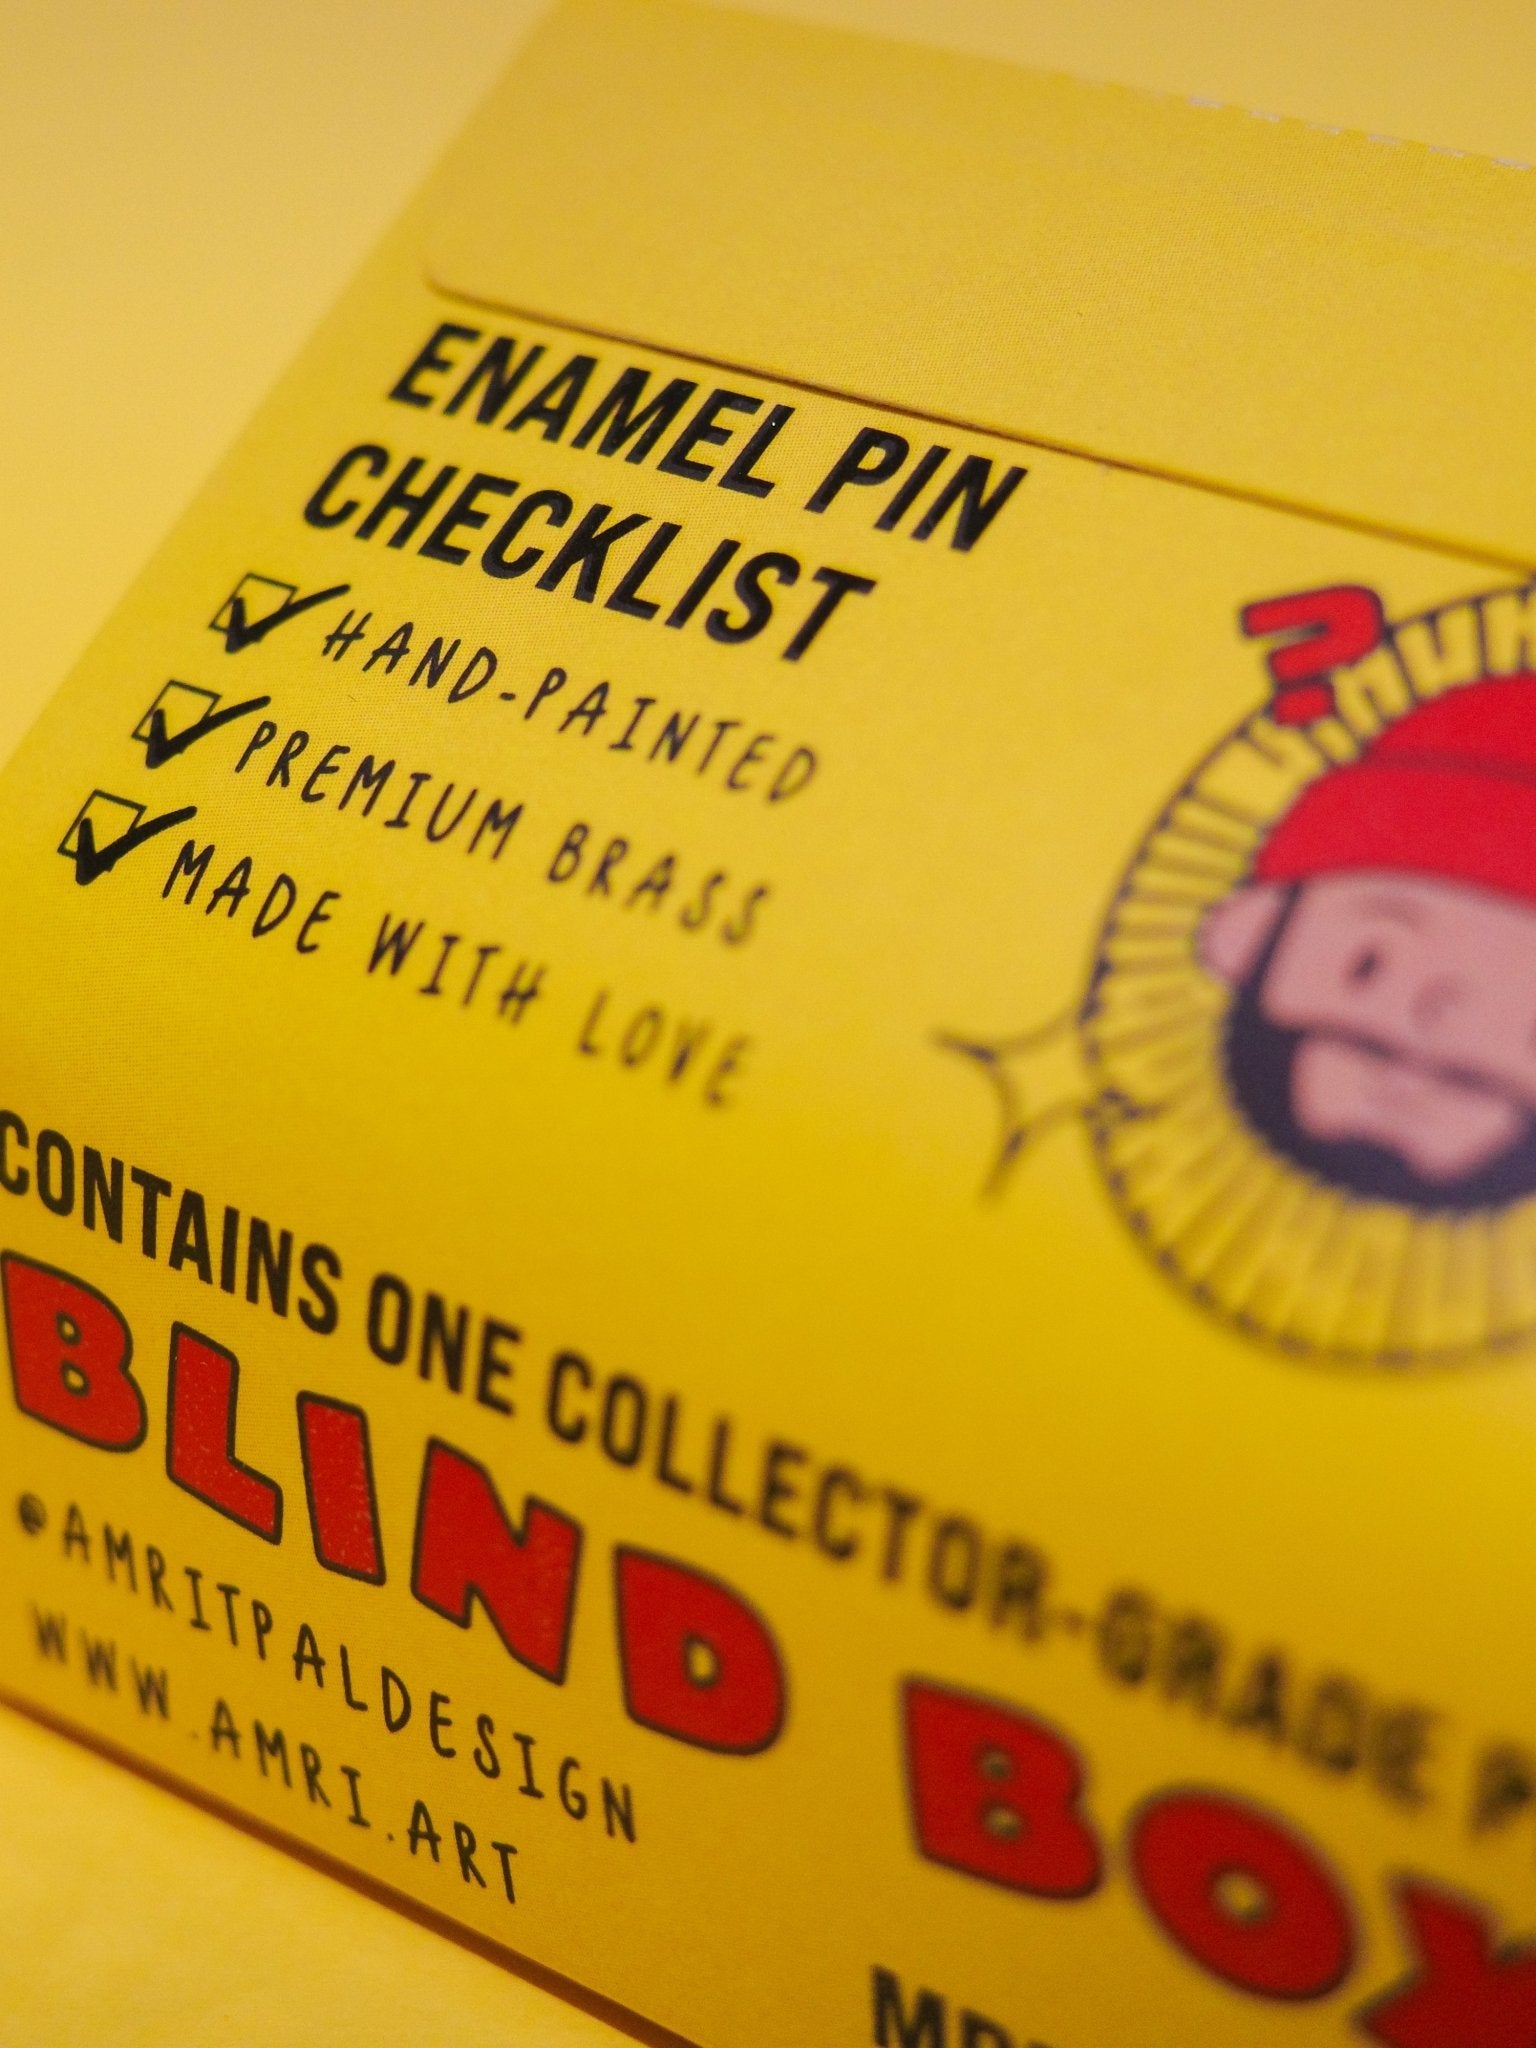 ENAMEL PIN
CHECKLIST
HAND-PAINTED
PREMIUM BRASS
MADE WITH LOVE
?
CONTAINS ONE COLLECTOR-GRADE
BLIND BOX
@AMRITPALDESIGN
WWW.AMRI.ART